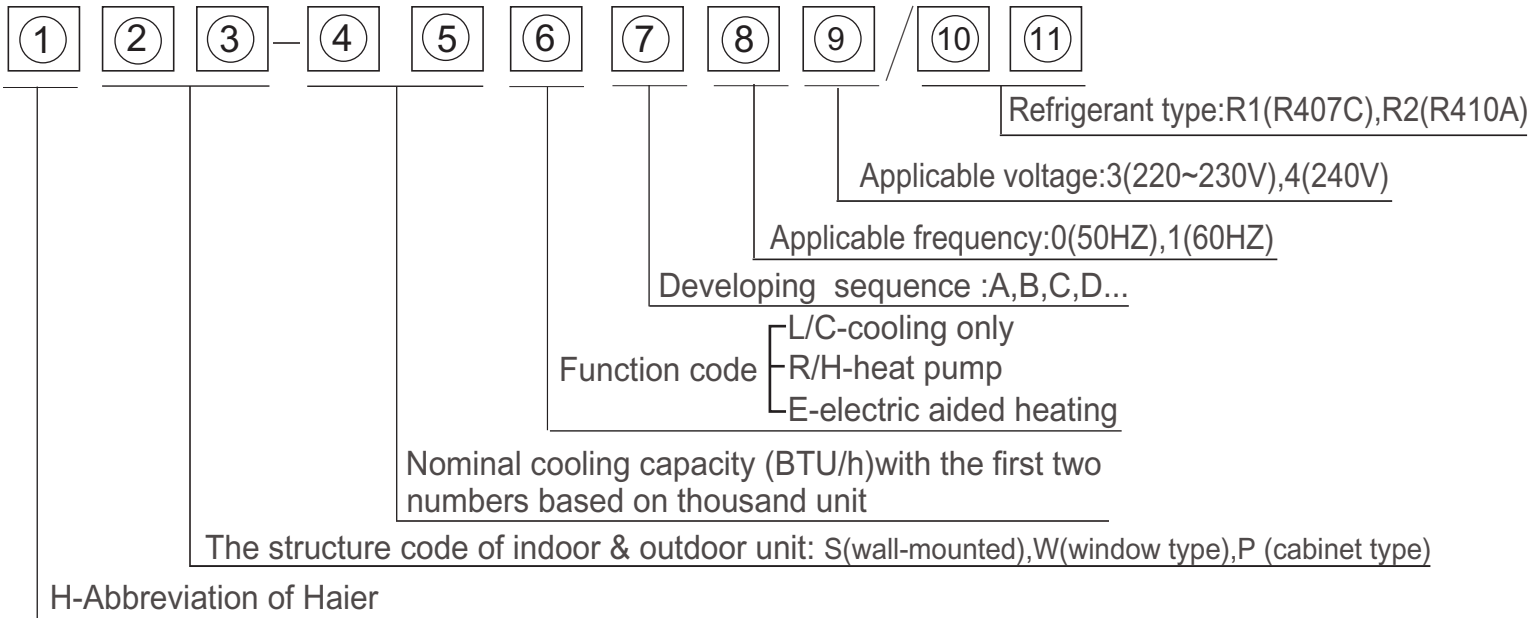 ① ② ③ — ④ ⑤ ⑥ ⑦ ⑧ ⑨ / ⑩ ⑪
Refrigerant type:R1(R407C),R2(R410A)
Applicable voltage:3(220~230V),4(240V)
Applicable frequency:0(50HZ),1(60HZ)
Developing sequence :A,B,C,D...
L/C-cooling only
Function code R/H-heat pump
E-electric aided heating
Nominal cooling capacity (BTU/h)with the first two
numbers based on thousand unit
The structure code of indoor & outdoor unit: S(wall-mounted),W(window type),P (cabinet type)
H-Abbreviation of Haier